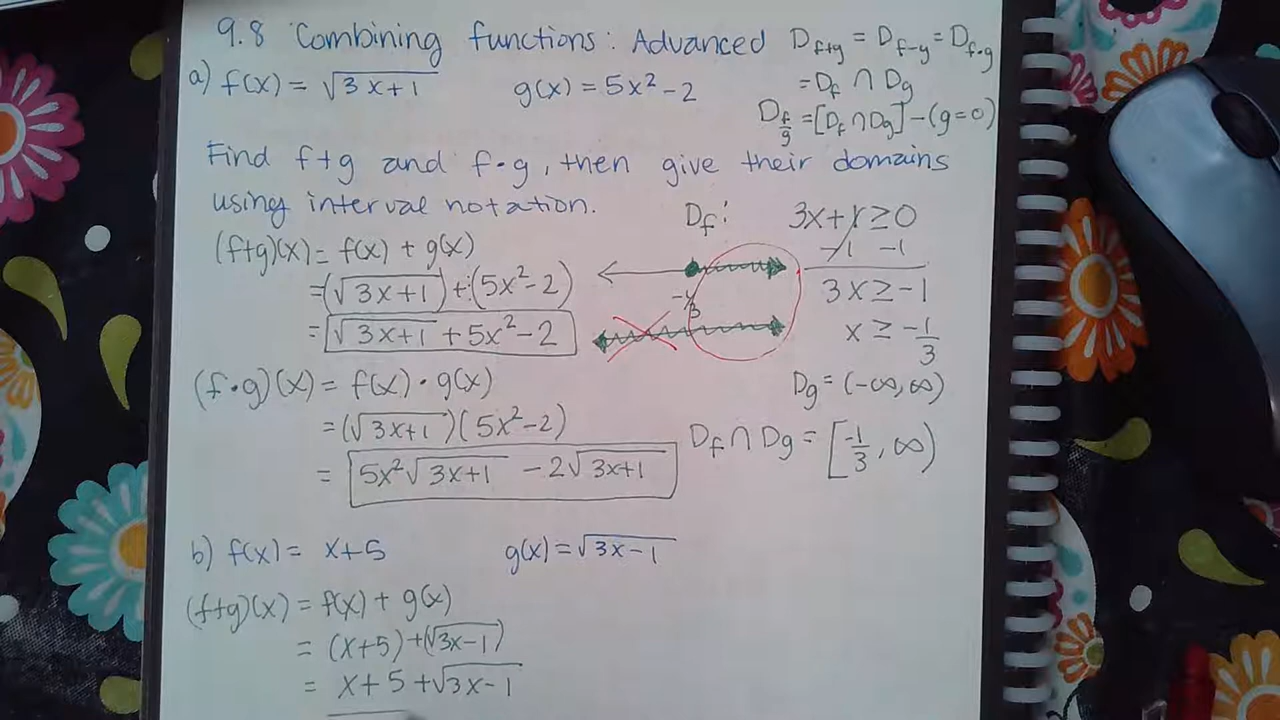 9.8 Combining functions: Advanced
D_{f+g} = D_{f-y} = D_{f•g}
= D_f ∩ D_g
D_{f/g} = [D_f ∩ D_g] - (g=0)
a) f(x) = √(3x+1) g(x) = 5x² - 2
Find f+g and f•g, then give their domains
using interval notation.
(f+g)(x) = f(x) + g(x)
= (√(3x+1)) + (5x² - 2)
= √(3x+1) + 5x² - 2
(f•g)(x) = f(x) • g(x)
= (√(3x+1))(5x² - 2)
= 5x²√(3x+1) - 2√(3x+1)
D_f: 3x+1 ≥ 0
-1 -1
3x ≥ -1
x ≥ -1/3
-1/3
D_g = (-∞, ∞)
D_f ∩ D_g = [-1/3, ∞)
b) f(x) = x+5 g(x) = √(3x-1)
(f+g)(x) = f(x) + g(x)
= (x+5) + (√(3x-1))
= x+5+√(3x-1)